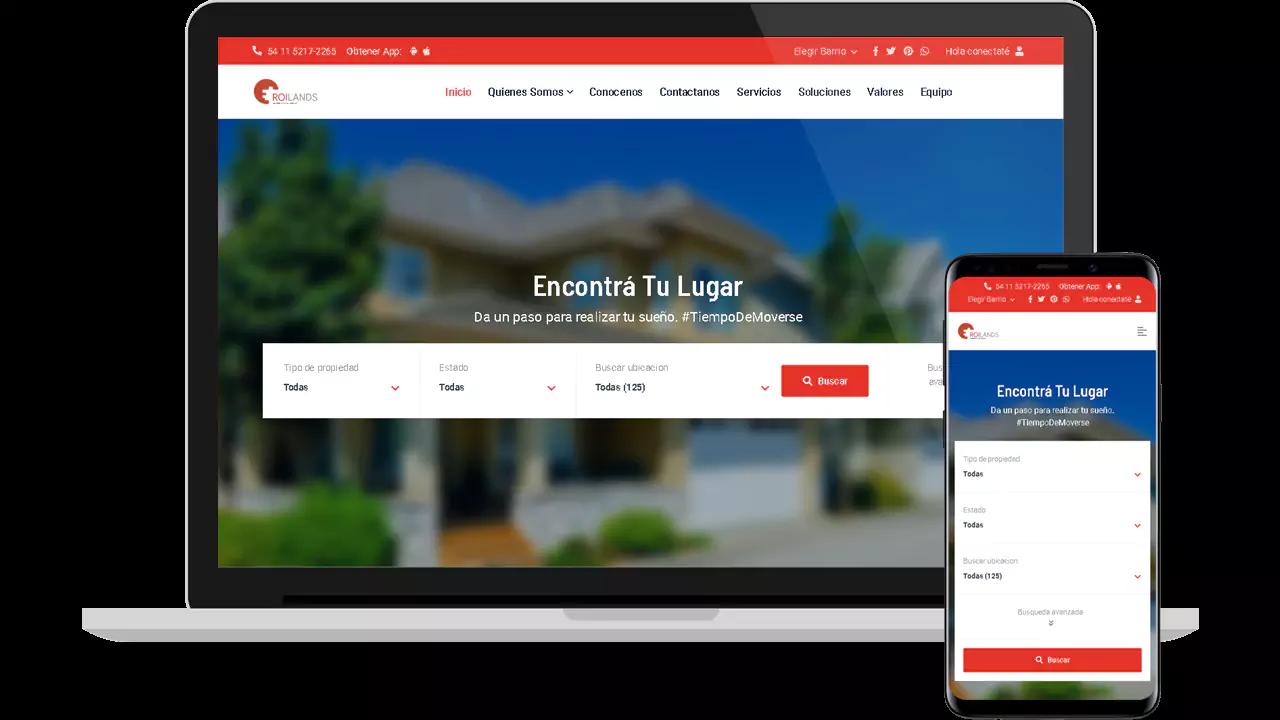 54 11 5217-2265 Obtener App: Elegir Barrio Hola conectaté
ROILANDS
Inicio Quienes Somos Conocenos Contactanos Servicios Soluciones Valores Equipo
Encontrá Tu Lugar
Da un paso para realizar tu sueño. #TiempoDeMoverse
Tipo de propiedad Estado Buscar ubicacion
Todas Todas Todas (125) Buscar
54 11 5217-2265 Obtener App:
Elegir Barrio Hola conectaté
ROILANDS
Encontrá Tu Lugar
Da un paso para realizar tu sueño.
#TiempoDeMoverse
Tipo de propiedad
Todas
Estado
Todas
Buscar ubicacion
Todas (125)
Busqueda avanzada
Buscar